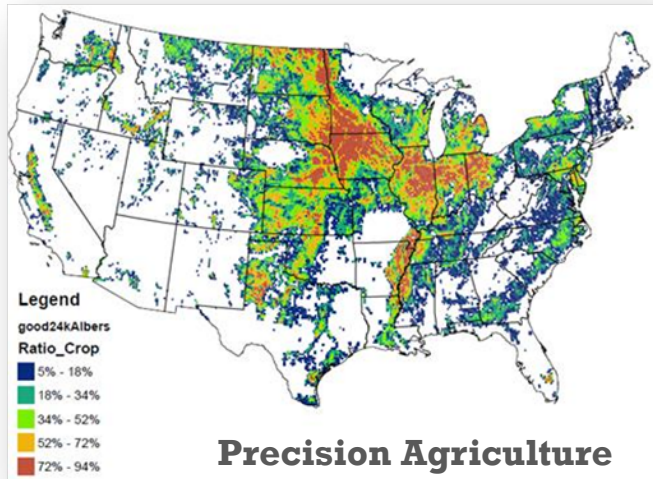 Legend
good24kAlbers
Ratio_Crop
5% - 18%
18% - 34%
34% - 52%
52% - 72%
72% - 94%
Precision Agriculture